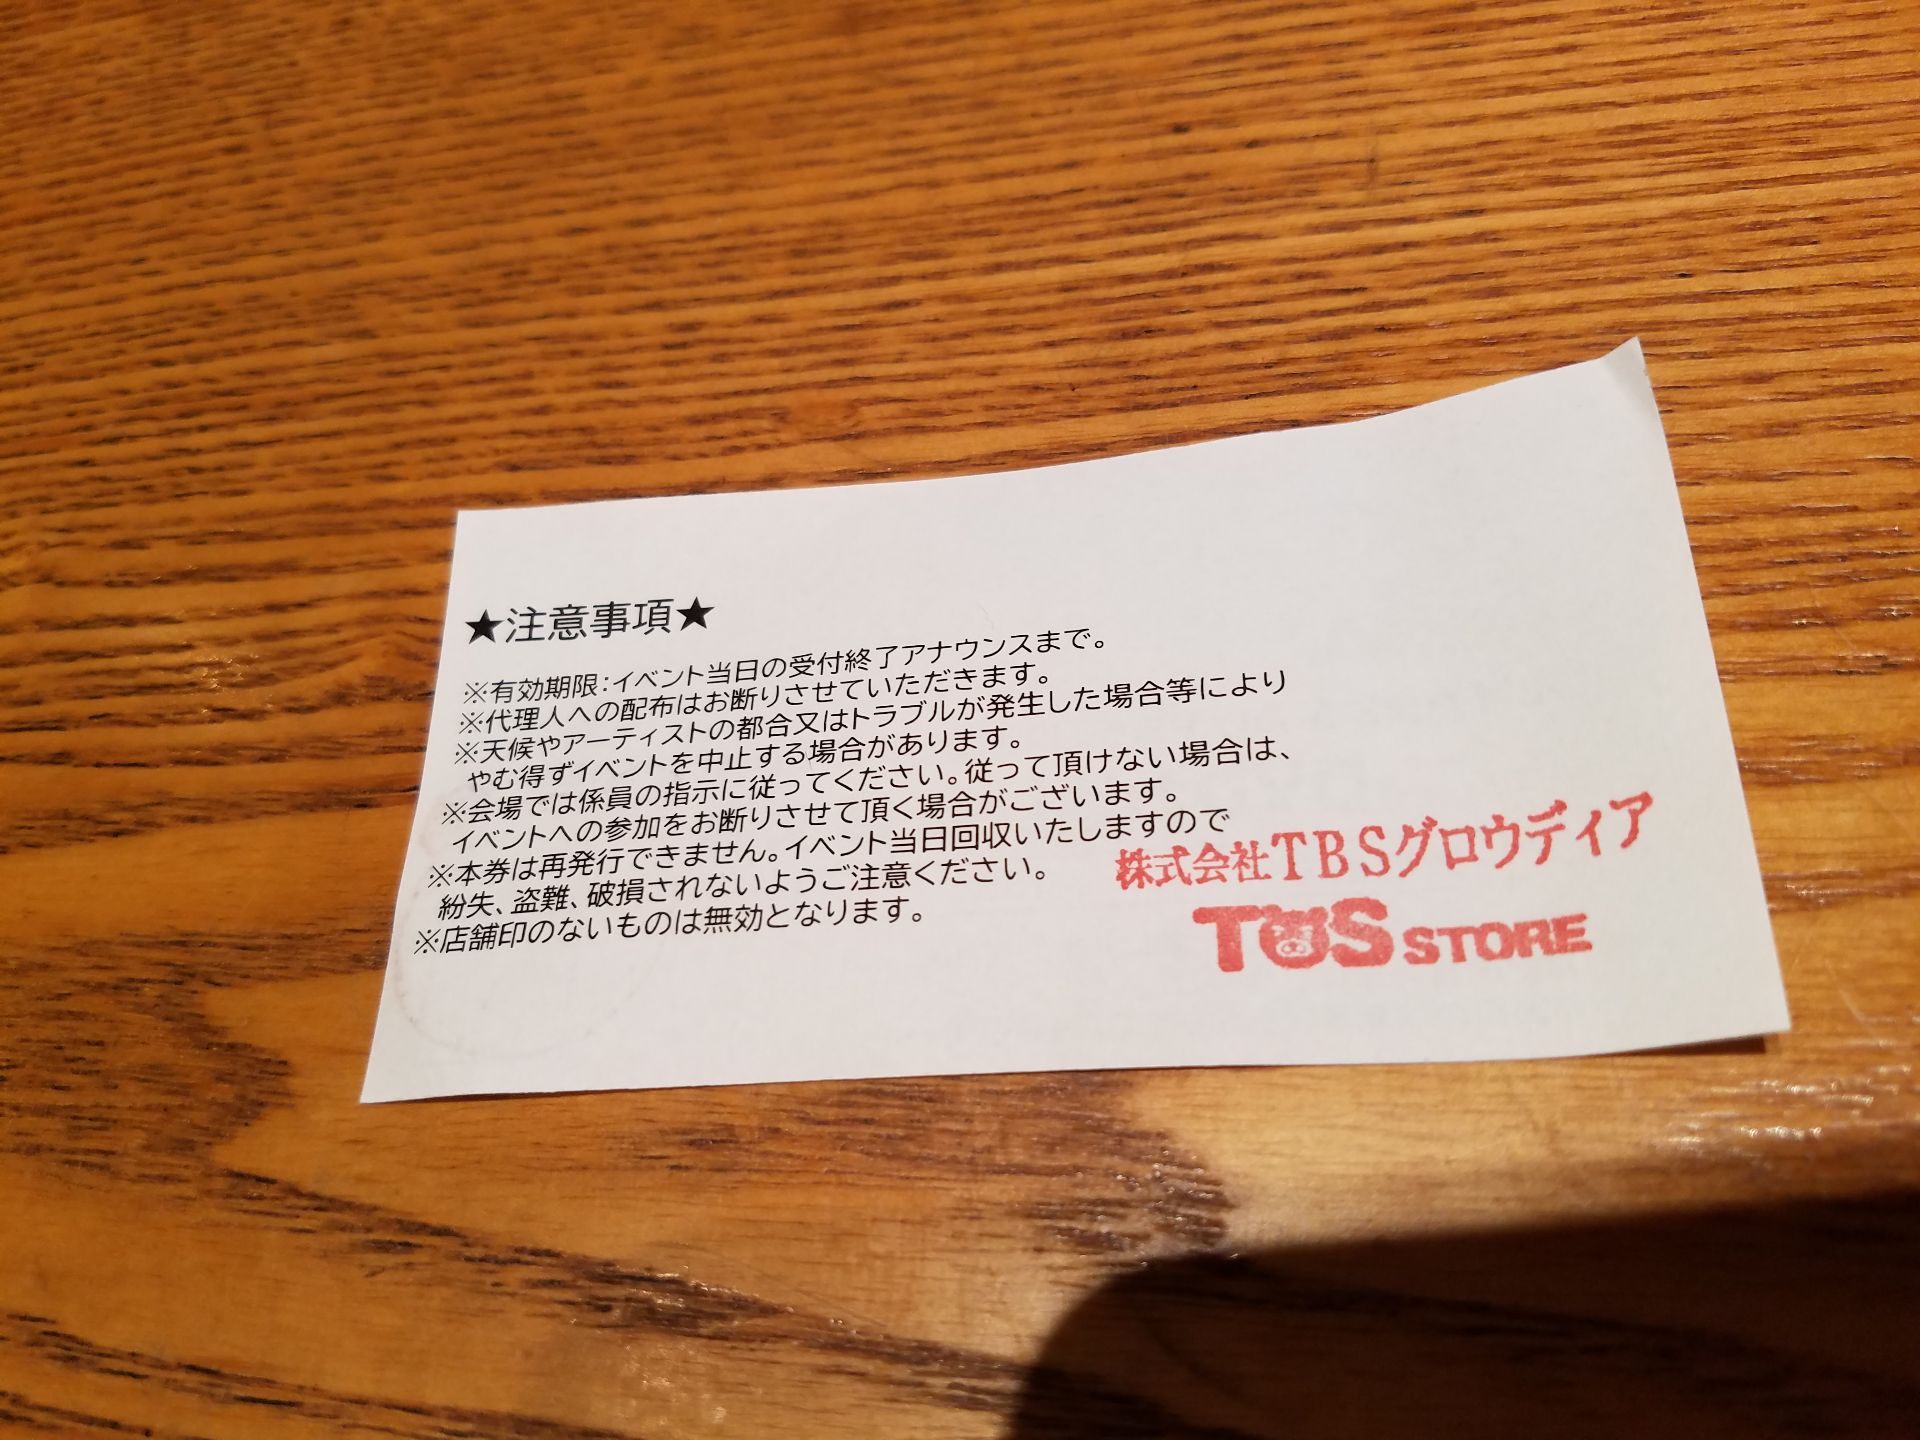 ★注意事項★
※有効期限：イベント当日の受付終了アナウンスまで。
※代理人への配布はお断りさせていただきます。
※天候やアーティストの都合又はトラブルが発生した場合等により
やむ得ずイベントを中止する場合があります。
※会場では係員の指示に従ってください。従って頂けない場合は、
イベントへの参加をお断りさせて頂く場合がございます。
※本券は再発行できません。イベント当日回収いたしますので
紛失、盗難、破損されないようご注意ください。
※店舗印のないものは無効となります。
株式会社TBSグロウディア
TBS STORE